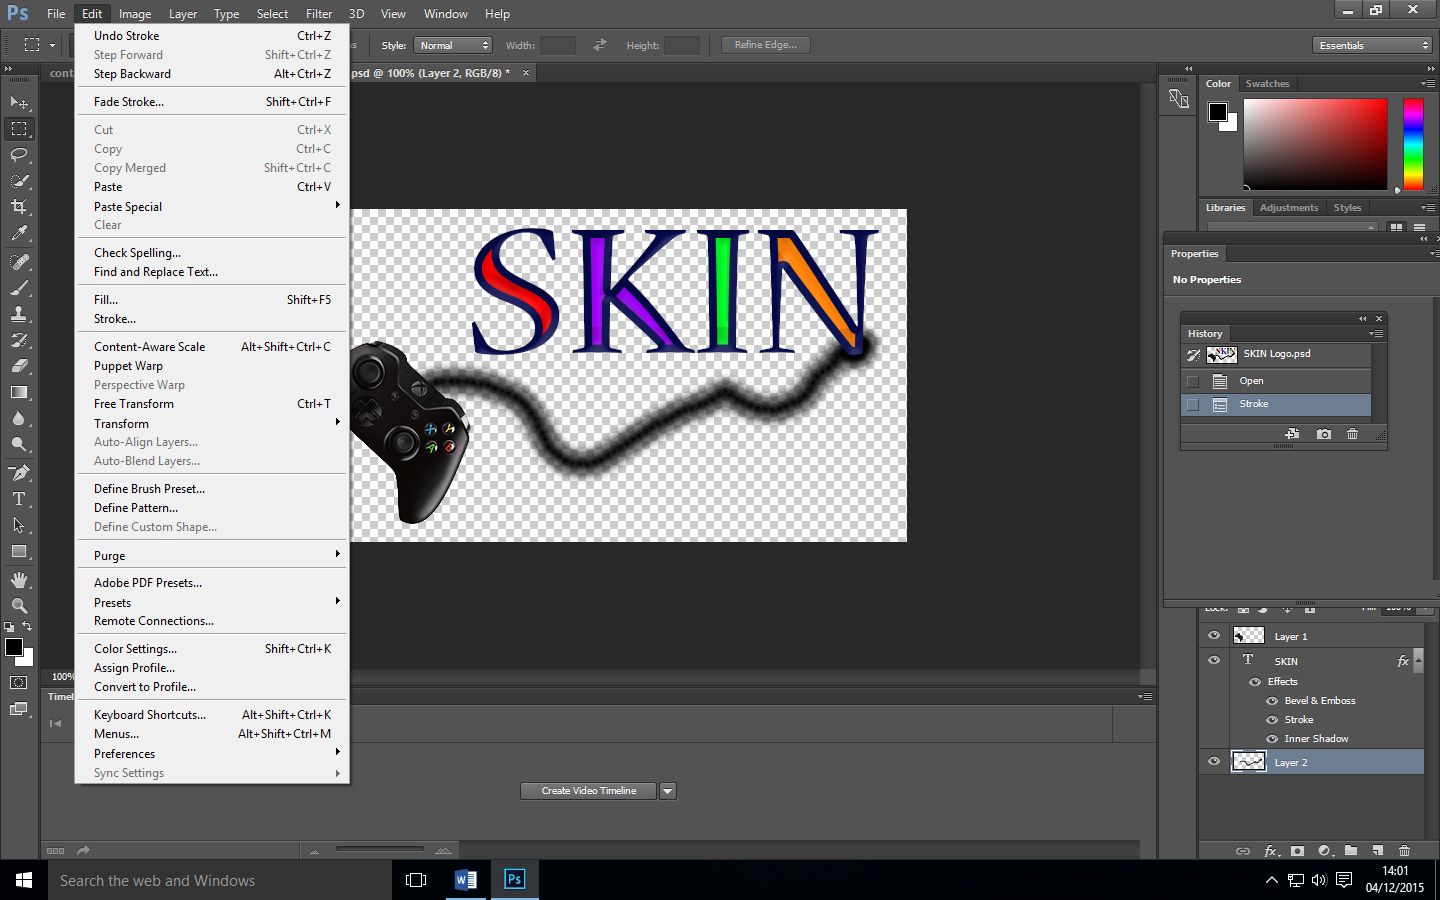 Ps File Edit Image Layer Type Select Filter 3D View Window Help
Style: Normal Width: Height: Refine Edge... Essentials
psd @ 100% (Layer 2, RGB/8) * ×
Undo Stroke Ctrl+Z
Step Forward Shift+Ctrl+Z
Step Backward Alt+Ctrl+Z
Fade Stroke... Shift+Ctrl+F
Cut Ctrl+X
Copy Ctrl+C
Copy Merged Shift+Ctrl+C
Paste Ctrl+V
Paste Special
Clear
Check Spelling...
Find and Replace Text...
Fill... Shift+F5
Stroke...
Content-Aware Scale Alt+Shift+Ctrl+C
Puppet Warp
Perspective Warp
Free Transform Ctrl+T
Transform
Auto-Align Layers...
Auto-Blend Layers...
Define Brush Preset...
Define Pattern...
Define Custom Shape...
Purge
Adobe PDF Presets...
Presets
Remote Connections...
Color Settings... Shift+Ctrl+K
Assign Profile...
Convert to Profile...
Keyboard Shortcuts... Alt+Shift+Ctrl+K
Menus... Alt+Shift+Ctrl+M
Preferences
Sync Settings
SKIN
X Y A B
Color Swatches
Libraries Adjustments Styles
Properties
No Properties
History
SKIN Logo.psd
Open
Stroke
Layer 1
T SKIN fx
Effects
Bevel & Emboss
Stroke
Inner Shadow
Layer 2
100%
Create Video Timeline
Search the web and Windows
14:01
04/12/2015